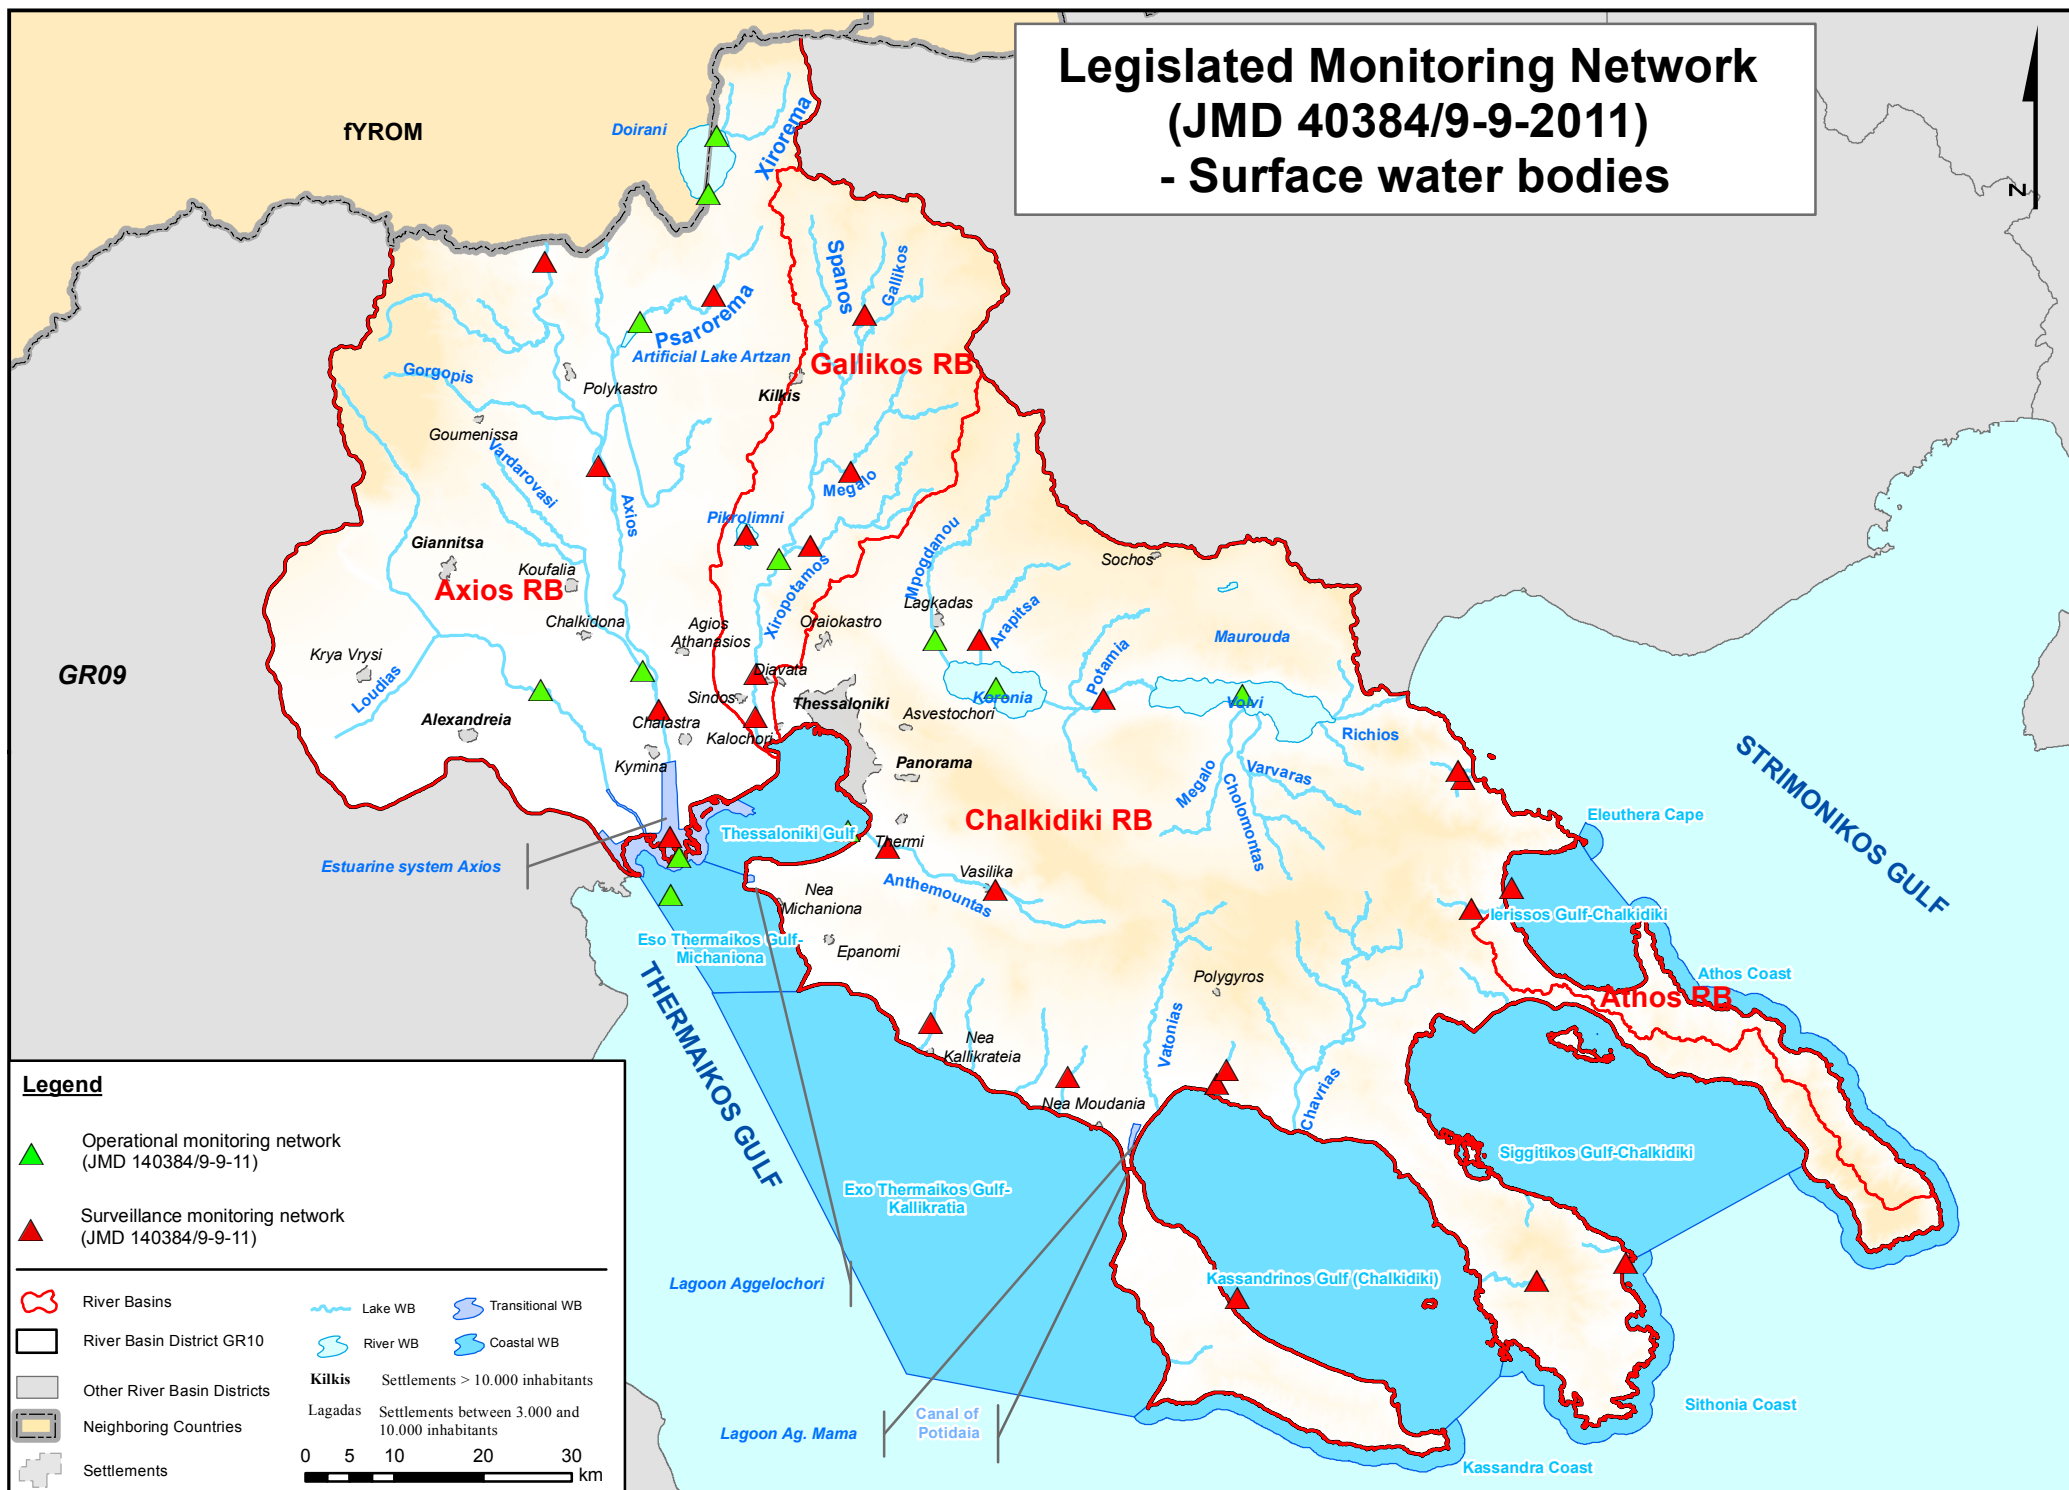 Legislated Monitoring Network
(JMD 40384/9-9-2011)
- Surface water bodies
N
fYROM
Doirani
Xirorema
Spanos
Gallikos
Psarorema
Artificial Lake Artzan
Gallikos RB
Gorgopis
Polykastro
Kilkis
Goumenissa
Vardarovasi
Axios
Megalo
Pikrolimni
Giannitsa
Koufalia
Axios RB
Xiropotamos
Mpogdanou
Sochos
Lagkadas
Arapitsa
Chalkidona
Agios
Athanasios
Oraiokastro
Maurouda
Krya Vrysi
GR09
Loudias
Diavata
Potamia
Sindos
Thessaloniki
Koronia
Volvi
Alexandreia
Chalastra
Kalochori
Asvestochori
Richios
Kymina
Panorama
Megalo
Varvaras
Cholomontas
STRIMONIKOS GULF
Chalkidiki RB
Eleuthera Cape
Thessaloniki Gulf
Thermi
Estuarine system Axios
Vasilika
Anthemountas
Nea
Michaniona
Ierissos Gulf-Chalkidiki
Eso Thermaikos Gulf-
Michaniona
Epanomi
Polygyros
Athos Coast
Athos RB
THERMAIKOS GULF
Nea
Kallikrateia
Vatonias
Chavrias
Nea Moudania
Siggitikos Gulf-Chalkidiki
Exo Thermaikos Gulf-
Kallikratia
Lagoon Aggelochori
Kassandrinos Gulf (Chalkidiki)
Lagoon Ag. Mama
Canal of
Potidaia
Sithonia Coast
Kassandra Coast
Legend
Operational monitoring network
(JMD 140384/9-9-11)
Surveillance monitoring network
(JMD 140384/9-9-11)
River Basins
Lake WB
Transitional WB
River Basin District GR10
River WB
Coastal WB
Other River Basin Districts
Kilkis
Settlements > 10.000 inhabitants
Neighboring Countries
Lagadas
Settlements between 3.000 and
10.000 inhabitants
Settlements
0 5 10 20 30
km